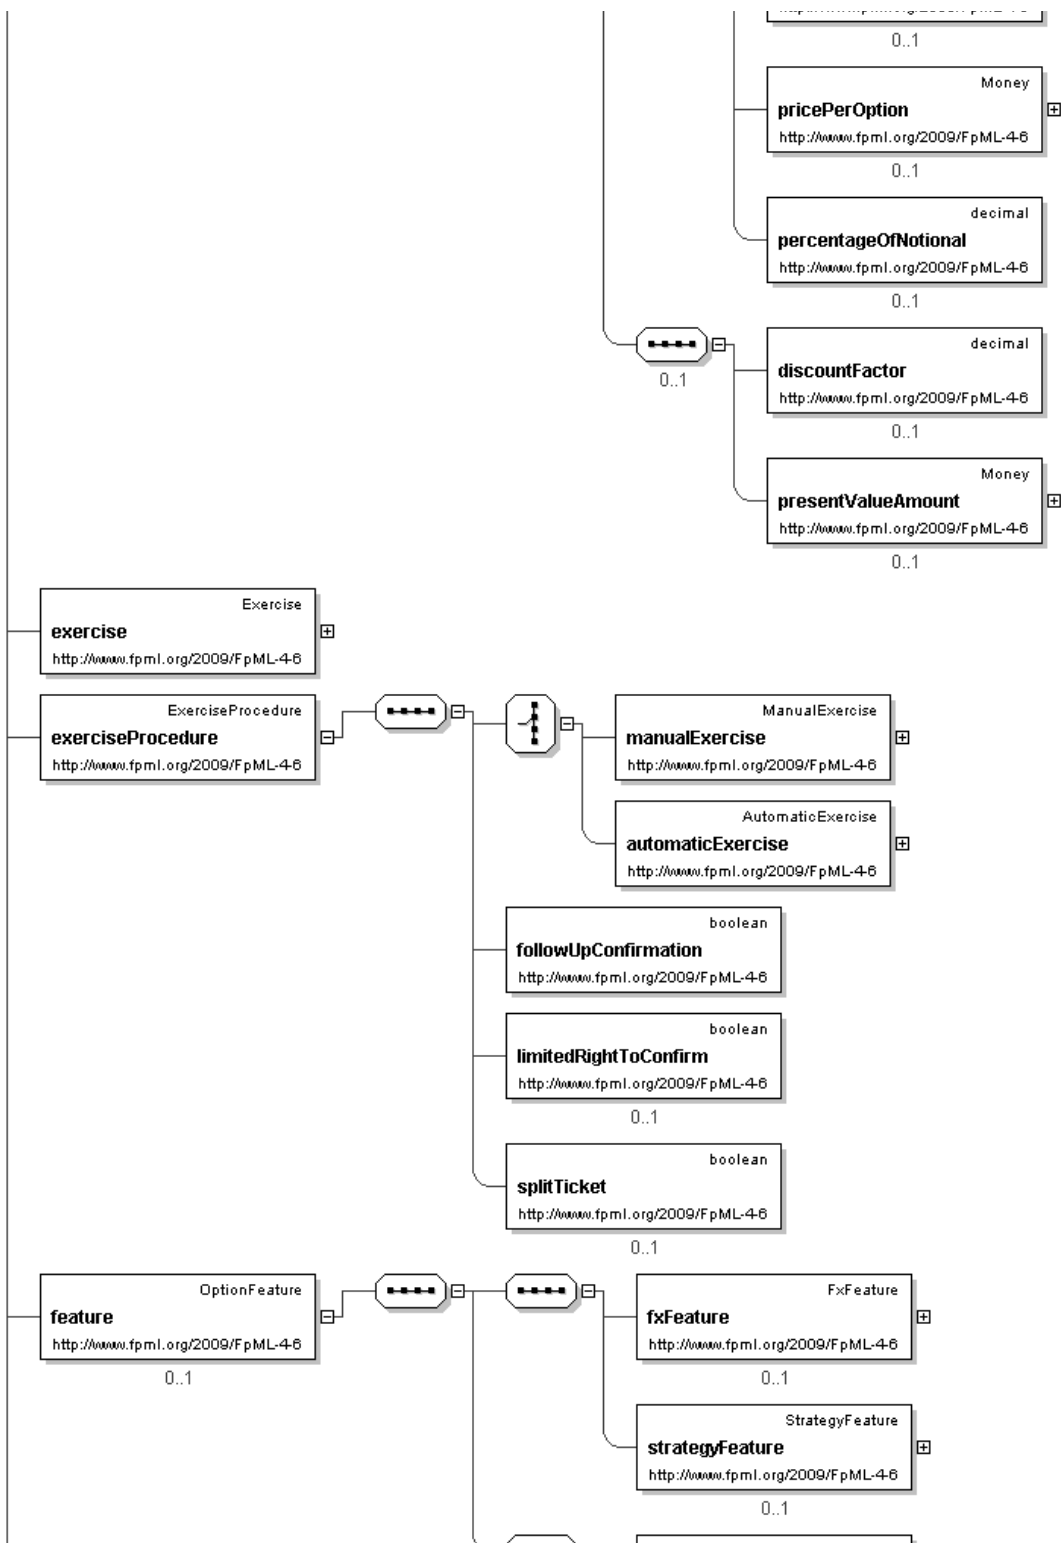 0..1
Money
pricePerOption
http://www.fpml.org/2009/FpML-4-6
0..1
decimal
percentageOfNotional
http://www.fpml.org/2009/FpML-4-6
0..1
decimal
discountFactor
http://www.fpml.org/2009/FpML-4-6
0..1
0..1
Money
presentValueAmount
http://www.fpml.org/2009/FpML-4-6
0..1
Exercise
exercise
http://www.fpml.org/2009/FpML-4-6
ExerciseProcedure
exerciseProcedure
http://www.fpml.org/2009/FpML-4-6
ManualExercise
manualExercise
http://www.fpml.org/2009/FpML-4-6
AutomaticExercise
automaticExercise
http://www.fpml.org/2009/FpML-4-6
boolean
followUpConfirmation
http://www.fpml.org/2009/FpML-4-6
boolean
limitedRightToConfirm
http://www.fpml.org/2009/FpML-4-6
0..1
boolean
splitTicket
http://www.fpml.org/2009/FpML-4-6
0..1
OptionFeature
feature
http://www.fpml.org/2009/FpML-4-6
0..1
FxFeature
fxFeature
http://www.fpml.org/2009/FpML-4-6
0..1
StrategyFeature
strategyFeature
http://www.fpml.org/2009/FpML-4-6
0..1